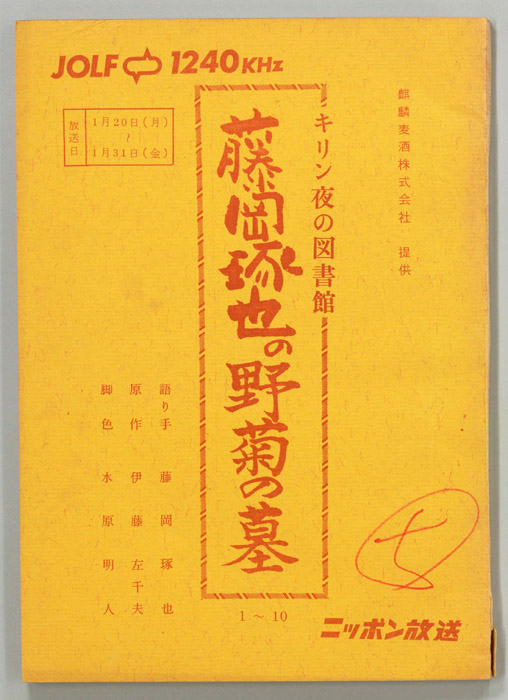 JOLF 1240KHz
放送日
1月20日(月)
~
1月31日(金)
麒麟麦酒株式会社 提供
キリン夜の図書館
藤岡琢也の野菊の墓
語り手 藤岡琢也
原作 伊藤左千夫
脚色 水原明人
1~10
ニッポン放送